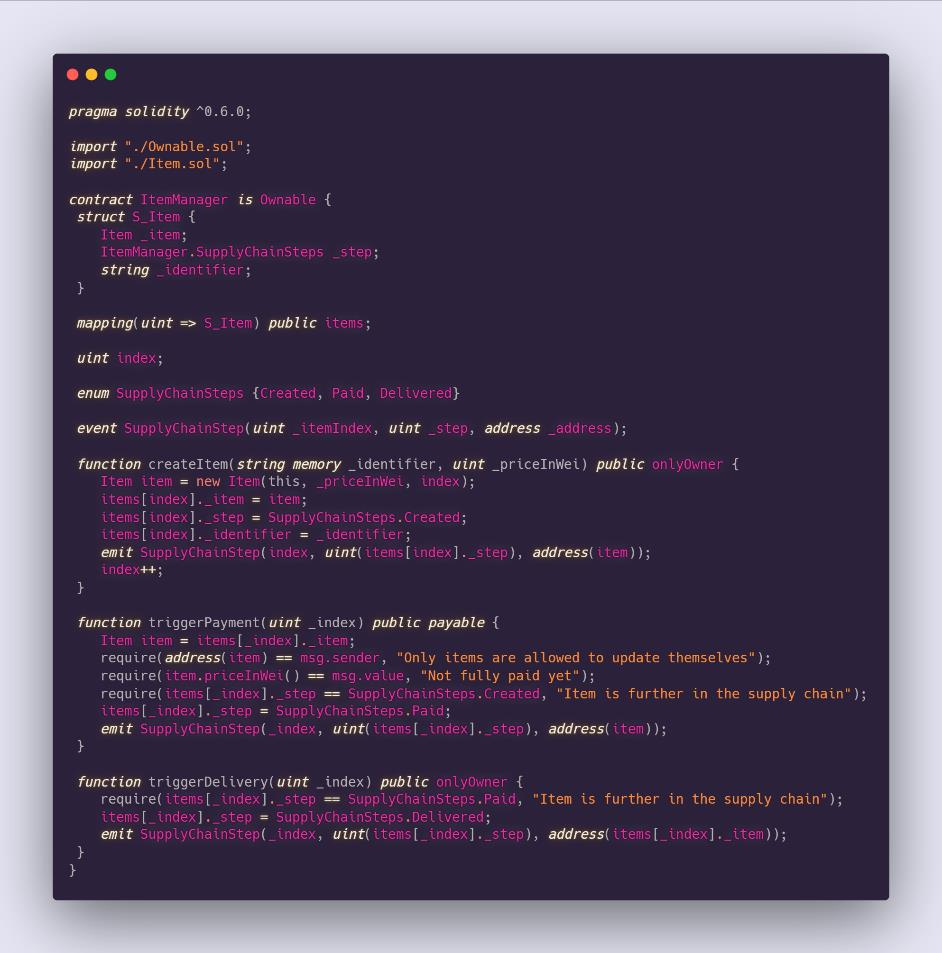 pragma solidity ^0.6.0;

import "./Ownable.sol";
import "./Item.sol";

contract ItemManager is Ownable {
 struct S_Item {
    Item _item;
    ItemManager.SupplyChainSteps _step;
    string _identifier;
 }

 mapping(uint => S_Item) public items;

 uint index;

 enum SupplyChainSteps {Created, Paid, Delivered}

 event SupplyChainStep(uint _itemIndex, uint _step, address _address);

 function createItem(string memory _identifier, uint _priceInWei) public onlyOwner {
    Item item = new Item(this, _priceInWei, index);
    items[index]._item = item;
    items[index]._step = SupplyChainSteps.Created;
    items[index]._identifier = _identifier;
    emit SupplyChainStep(index, uint(items[index]._step), address(item));
    index++;
 }

 function triggerPayment(uint _index) public payable {
    Item item = items[_index]._item;
    require(address(item) == msg.sender, "Only items are allowed to update themselves");
    require(item.priceInWei() == msg.value, "Not fully paid yet");
    require(items[_index]._step == SupplyChainSteps.Created, "Item is further in the supply chain");
    items[_index]._step = SupplyChainSteps.Paid;
    emit SupplyChainStep(_index, uint(items[_index]._step), address(item));
 }

 function triggerDelivery(uint _index) public onlyOwner {
    require(items[_index]._step == SupplyChainSteps.Paid, "Item is further in the supply chain");
    items[_index]._step = SupplyChainSteps.Delivered;
    emit SupplyChainStep(_index, uint(items[_index]._step), address(items[_index]._item));
 }
}